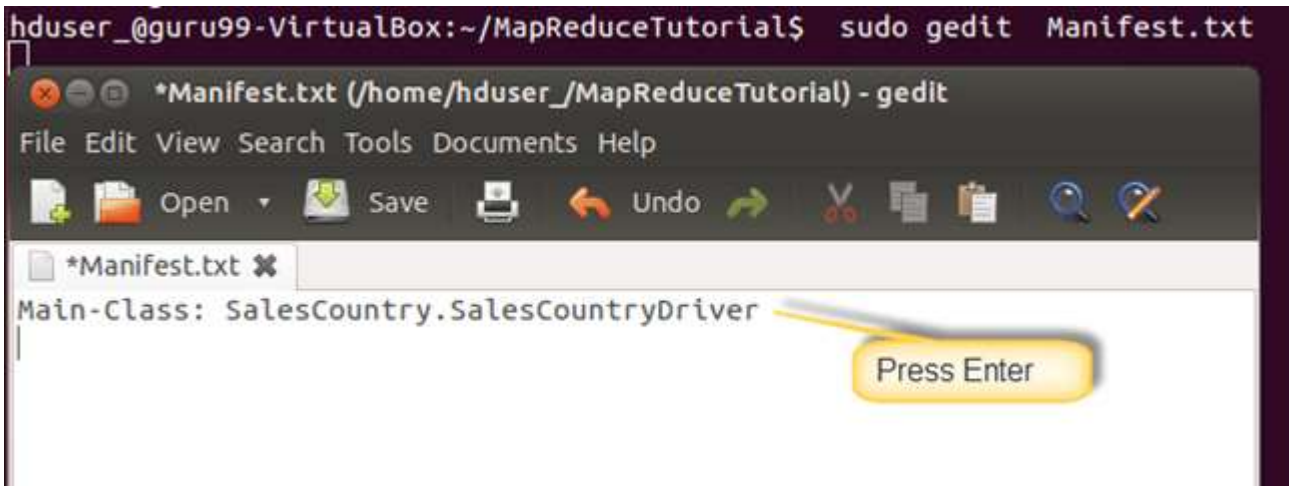 hduser_@guru99-VirtualBox:~/MapReduceTutorial$ sudo gedit Manifest.txt
*Manifest.txt (/home/hduser_/MapReduceTutorial) - gedit
File Edit View Search Tools Documents Help
Open Save Undo
*Manifest.txt
Main-Class: SalesCountry.SalesCountryDriver
Press Enter